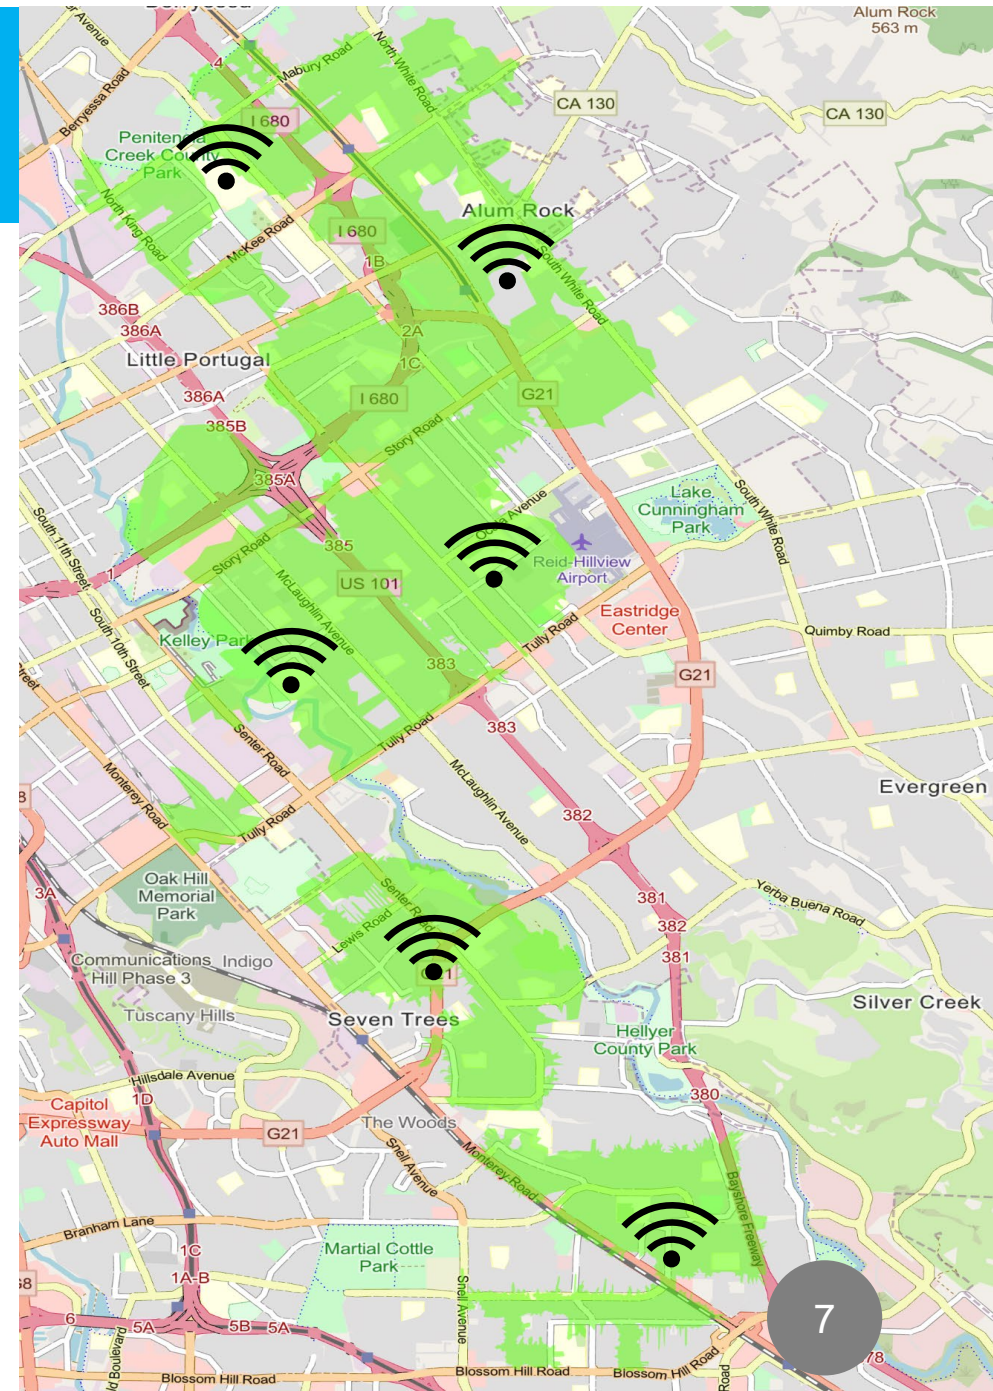 Alum Rock
563 m
er Avenue
North White Road
4
Mabury Road
Berryessa Road
CA 130
CA 130
I 680
Penitencia
Creek County
Park
North King Road
Alum Rock
McKee Road
I 680
South White Road
1B
386B
386A
2A
Little Portugal
1C
386A
I 680
G21
385B
Story Road
385A
Lake
Cunningham
Park
South White Road
South 11th Street
Avenue
385
Story Road
Reid-Hillview
Airport
1
US 101
McLaughlin Avenue
South 10th Street
Eastridge
Center
Kelley Park
Tully Road
Quimby Road
Street
383
G21
383
Senter Road
Tully Road
Monterey Road
McLaughlin Avenue
Evergreen
8
382
Tully Road
3A
Oak Hill
Memorial
Park
Senter Road
381
Yerba Buena Road
Lewis Road
382
Communications
Hill Phase 3
Indigo
381
Silver Creek
Tuscany Hills
Seven Trees
Hellyer
County Park
Hillsdale Avenue
1D
380
Capitol
Expressway
Auto Mall
G21
The Woods
Snell Avenue
Monterey Road
Bayshore Freeway
Branham Lane
1C
Martial Cottle
Park
1A-B
Snell Avenue
6
5A
5B
5A
7
78
Blossom Hill Road
Blossom Hill Road
Blossom Hill Road